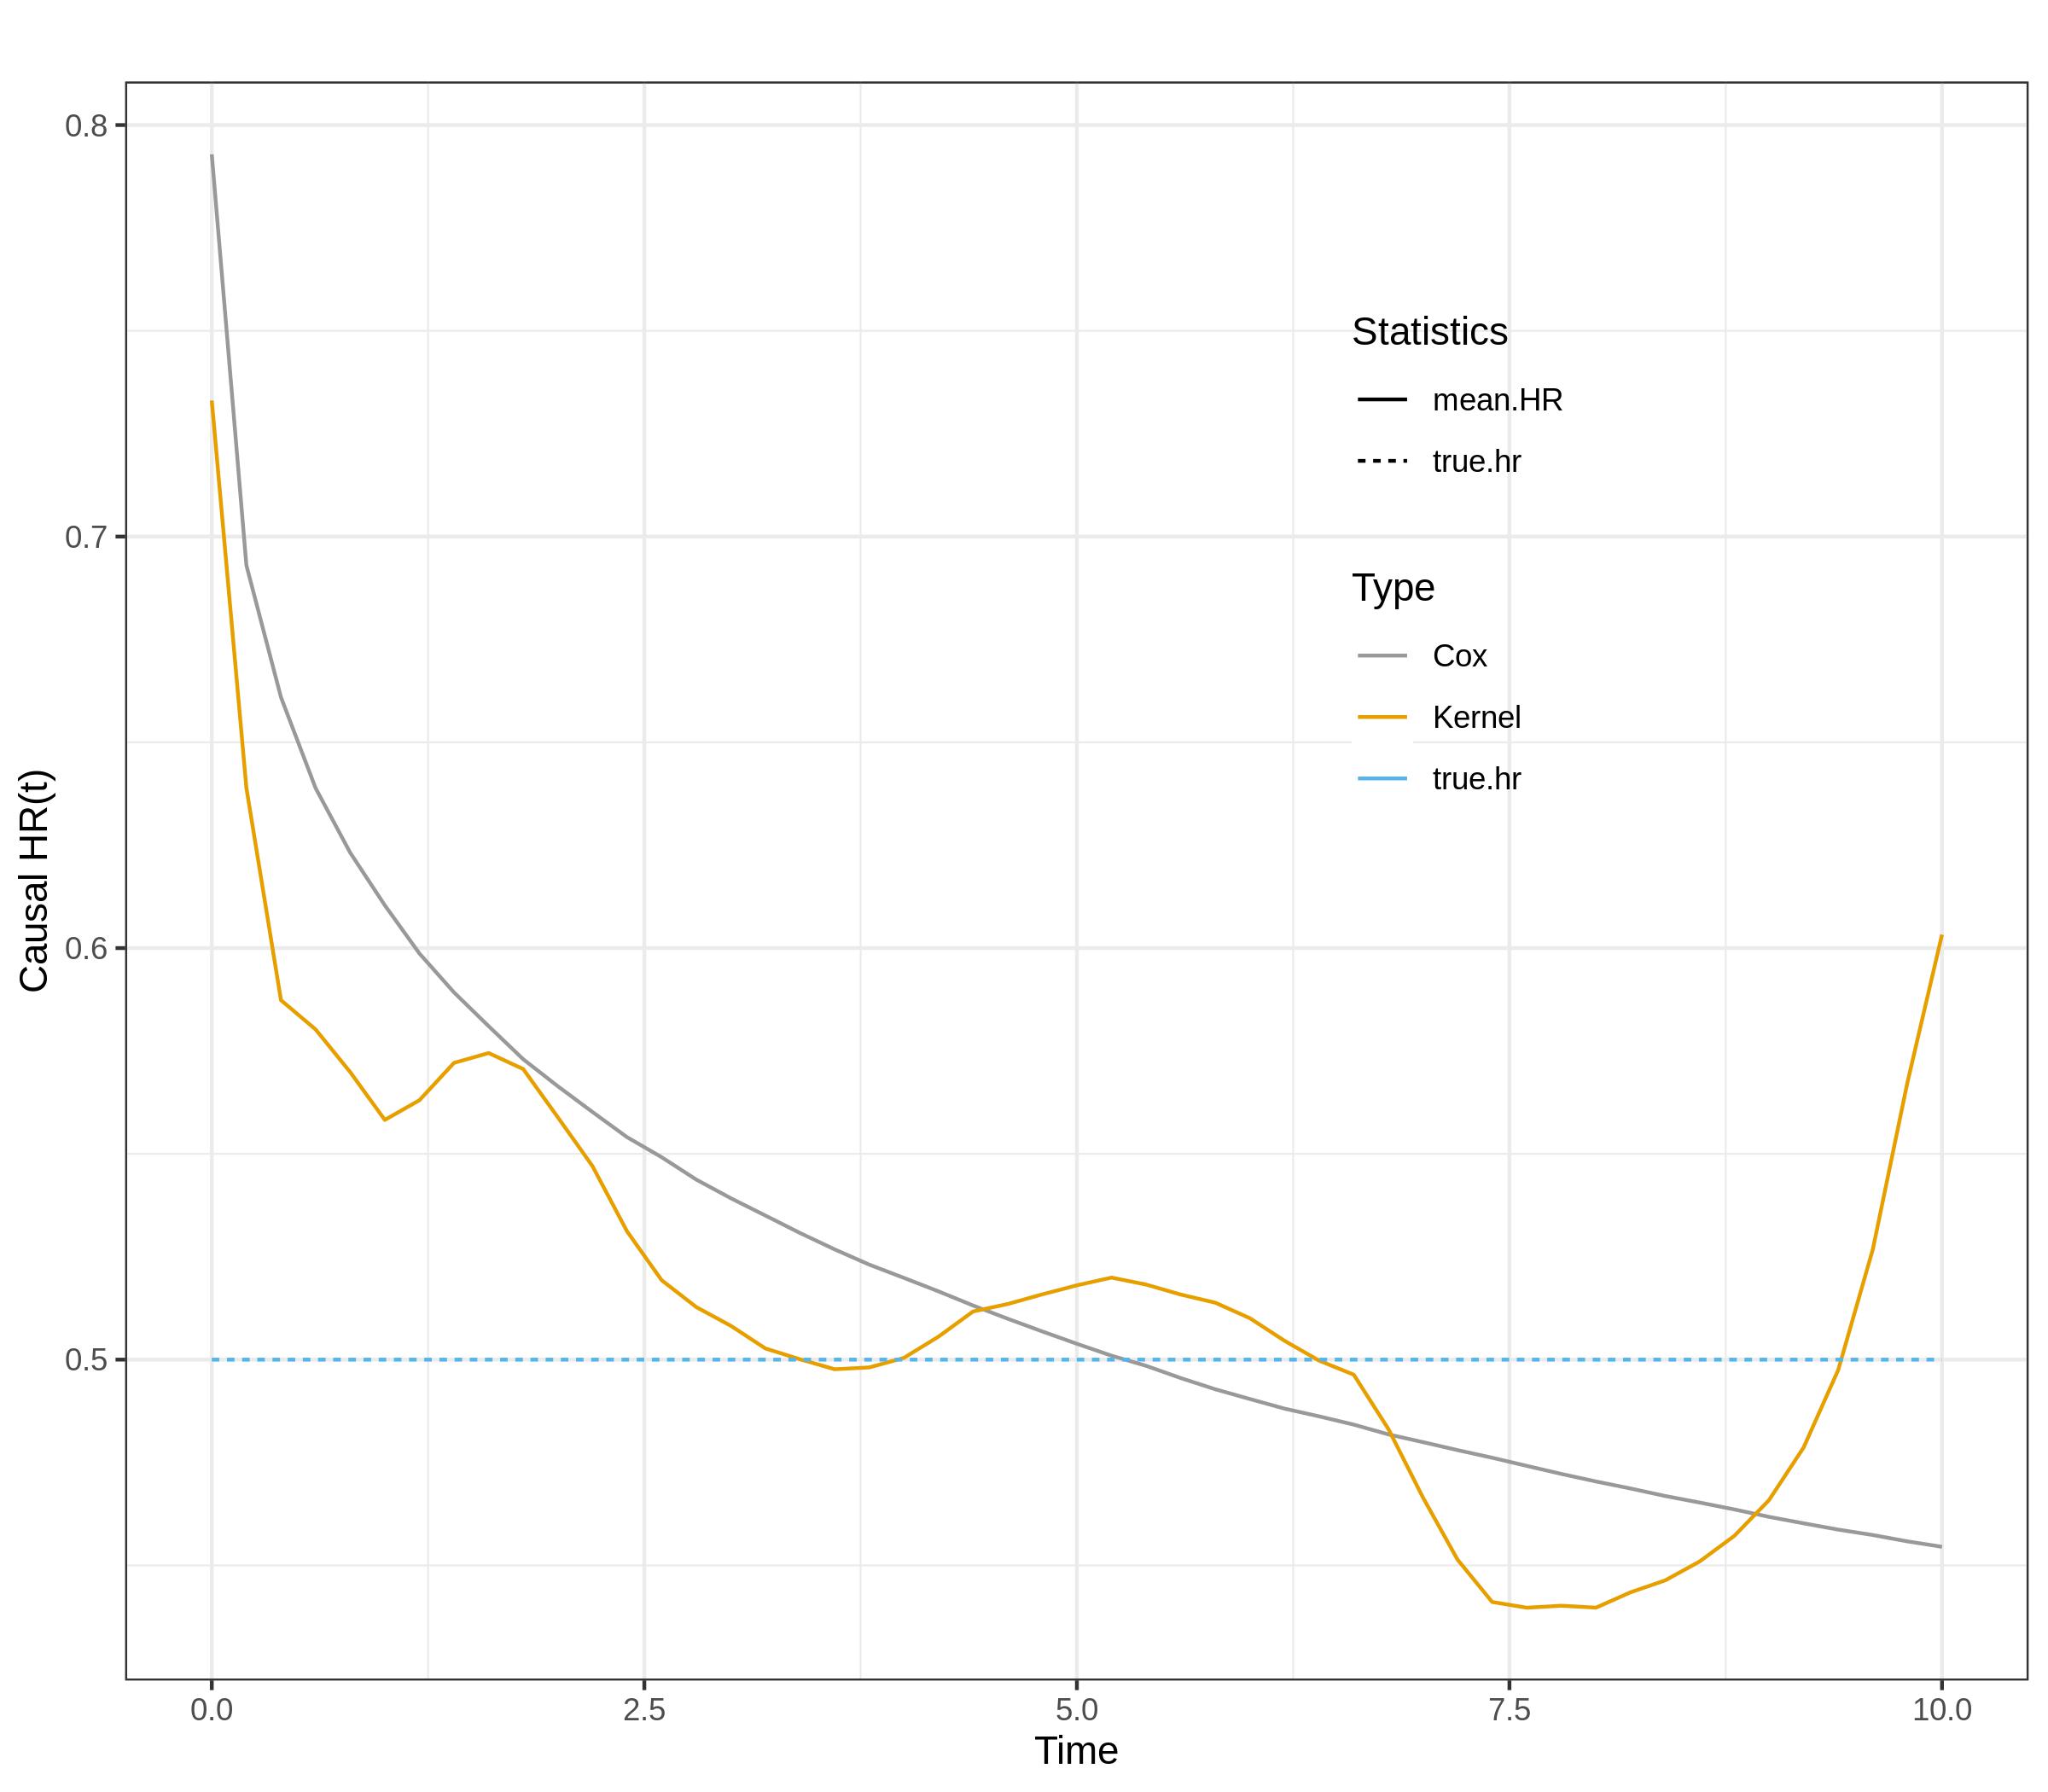 0.8
0.7
0.6
0.5
Causal HR(t)
0.0
2.5
5.0
7.5
10.0
Time
Statistics
mean.HR
true.hr
Type
Cox
Kernel
true.hr